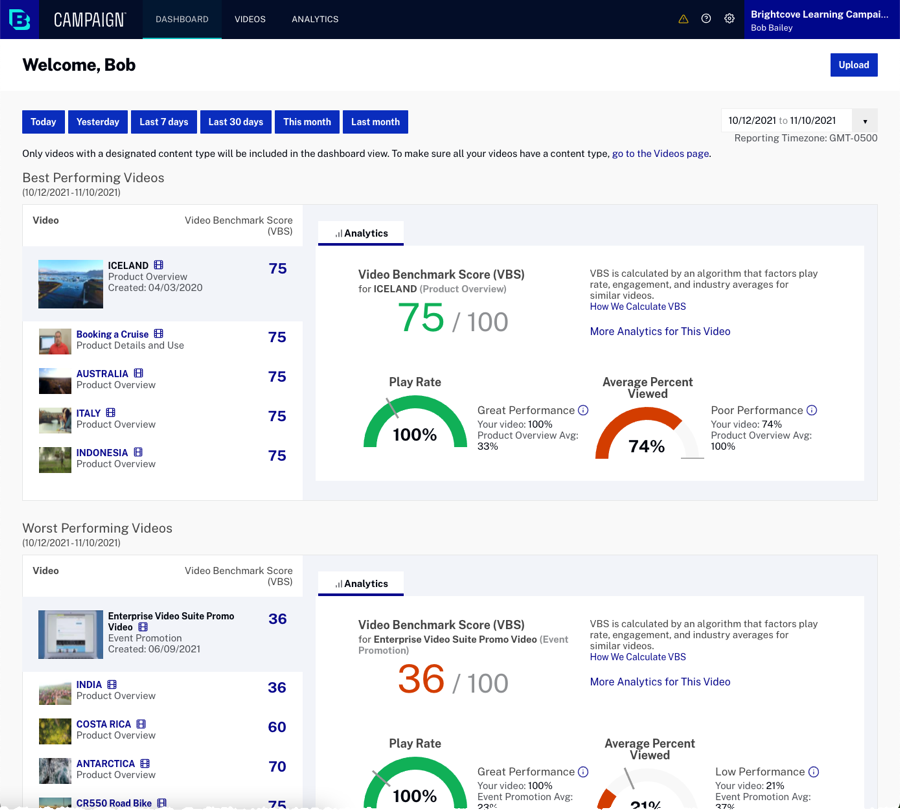 CAMPAIGN
DASHBOARD
VIDEOS
ANALYTICS
Brightcove Learning Campai...
Bob Bailey
Welcome, Bob
Upload
Today
Yesterday
Last 7 days
Last 30 days
This month
Last month
10/12/2021 to 11/10/2021
Reporting Timezone: GMT-0500
Only videos with a designated content type will be included in the dashboard view. To make sure all your videos have a content type, go to the Videos page.
Best Performing Videos
(10/12/2021-11/10/2021)
Video
Video Benchmark Score
(VBS)
ICELAND
Product Overview
Created: 04/03/2020
75
Booking a Cruise
Product Details and Use
75
AUSTRALIA
Product Overview
75
ITALY
Product Overview
75
INDONESIA
Product Overview
75
Analytics
Video Benchmark Score (VBS)
for ICELAND (Product Overview)
75 / 100
VBS is calculated by an algorithm that factors play
rate, engagement, and industry averages for
similar videos.
How We Calculate VBS
More Analytics for This Video
Play Rate
100%
Great Performance
Your video: 100%
Product Overview Avg:
33%
Average Percent
Viewed
74%
Poor Performance
Your video: 74%
Product Overview Avg:
100%
Worst Performing Videos
(10/12/2021-11/10/2021)
Video
Video Benchmark Score
(VBS)
Enterprise Video Suite Promo
Video
Event Promotion
Created: 06/09/2021
36
INDIA
Product Overview
36
COSTA RICA
Product Overview
60
ANTARCTICA
Product Overview
70
CR550 Road Bike
75
Analytics
Video Benchmark Score (VBS)
for Enterprise Video Suite Promo Video (Event
Promotion)
36 / 100
VBS is calculated by an algorithm that factors play
rate, engagement, and industry averages for
similar videos.
How We Calculate VBS
More Analytics for This Video
Play Rate
100%
Great Performance
Your video: 100%
Event Promotion Avg:
23%
Average Percent
Viewed
21%
Low Performance
Your video: 21%
Event Promotion Avg:
37%